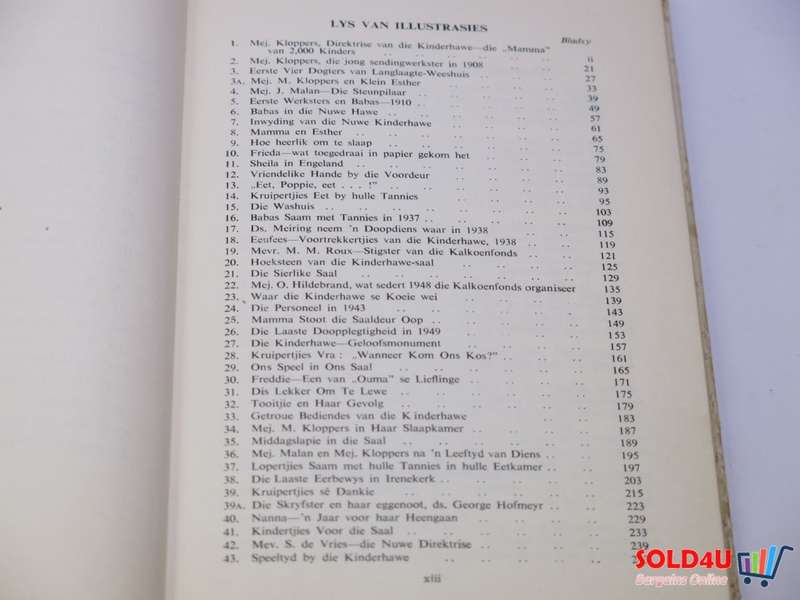 LYS VAN ILLUSTRASIES
Bladsy
1. Mej. Kloppers, Direktrise van die Kinderhawe—die „Mamma”
van 2,000 Kinders .. .. .. .. ..
2. Mej. Kloppers, die jong sendingwerkster in 1908 .. .. ii
3. Eerste Vier Dogters van Langlaagte-Weeshuis .. .. 21
3A. Mej. M. Kloppers en Klein Esther .. .. .. 27
4. Mej. J. Malan—Die Steunpilaar .. .. .. .. 33
5. Eerste Werksters en Babas—1910 .. .. .. .. 39
6. Babas in die Nuwe Hawe .. .. .. .. 49
7. Inwyding van die Nuwe Kinderhawe .. .. .. 57
8. Mamma en Esther .. .. .. .. .. 61
9. Hoe heerlik om te slaap .. .. .. .. 65
10. Frieda—wat toegedraai in papier gekom het .. .. 75
11. Sheila in Engeland .. .. .. .. .. 79
12. Vriendelike Hande by die Voordeur .. .. .. 83
13. „Eet, Poppie, eet . . . !” .. .. .. .. 89
14. Kruipertjies Eet by hulle Tannies .. .. .. 93
15. Die Washuis .. .. .. .. .. 95
16. Babas Saam met Tannies in 1937 .. .. .. .. 103
17. Ds. Meiring neem 'n Doopdiens waar in 1938 .. .. 109
18. Eeufees—Voortrekkertjies van die Kinderhawe, 1938 .. .. 115
19. Mevr. M. M. Roux—Stigster van die Kalkoenfonds .. .. 119
20. Hoeksteen van die Kinderhawe-saal .. .. .. 121
21. Die Sierlike Saal .. .. .. .. .. 125
22. Mej. O. Hildebrand, wat sedert 1948 die Kalkoenfonds organiseer 129
23. Waar die Kinderhawe se Koeie wei .. .. .. 135
24. Die Personeel in 1943 .. .. .. .. 139
25. Mamma Stoot die Saaldeur Oop .. .. .. .. 143
26. Die Laaste Doopplegtigheid in 1949 .. .. .. 149
27. Die Kinderhawe—Geloofsmonument .. .. .. 153
28. Kruipertjies Vra : „Wanneer Kom Ons Kos?” .. .. .. 157
29. Ons Speel in Ons Saal .. .. .. .. 161
30. Freddie—Een van „Ouma” se Lieflinge .. .. .. 165
31. Dis Lekker Om Te Lewe .. .. .. .. 171
32. Tooitjie en Haar Gevolg .. .. .. .. 175
33. Getroue Bediendes van die Kinderhawe .. .. .. 179
34. Mej. M. Kloppers in Haar Slaapkamer .. .. .. 183
35. Middagslapie in die Saal .. .. .. .. 187
36. Mej. Malan en Mej. Kloppers na 'n Leeftyd van Diens .. 189
37. Lopertjies Saam met hulle Tannies in hulle Eetkamer .. .. 195
38. Die Laaste Eerbewys in Irenekerk .. .. .. 197
39. Kruipertjies sê Dankie .. .. .. .. 203
39A. Die Skryfster en haar eggenoot, ds. George Hofmeyr .. .. 215
40. Nanna—'n Jaar voor haar Heengaan .. .. .. 223
41. Kindertjies Voor die Saal .. .. .. .. 229
42. Mev. S. de Vries—die Nuwe Direktrise .. .. .. 233
43. Speeltyd by die Kinderhawe .. .. .. .. 239
xiii
SOLD4U
Bargains Online